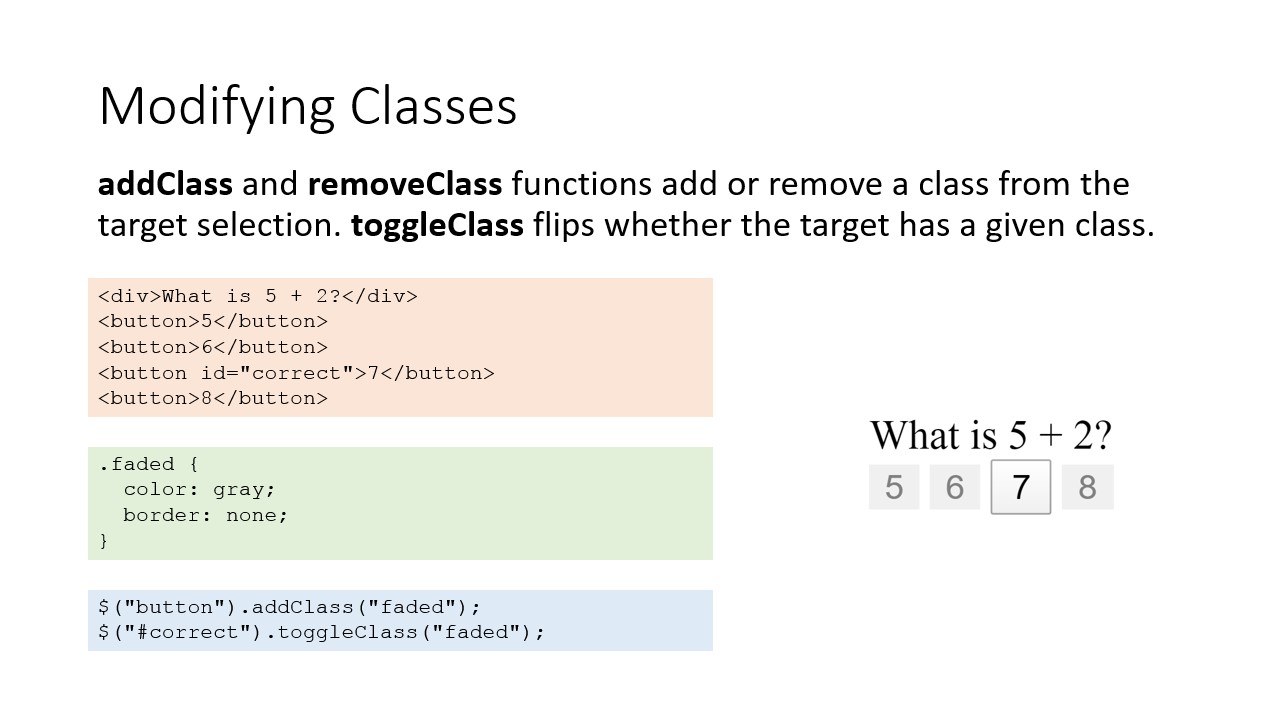 Modifying Classes
addClass and removeClass functions add or remove a class from the
target selection. toggleClass flips whether the target has a given class.
<div>What is 5 + 2?</div>
<button>5</button>
<button>6</button>
<button id="correct">7</button>
<button>8</button>
.faded {
  color: gray;
  border: none;
}
$("button").addClass("faded");
$("#correct").toggleClass("faded");
What is 5 + 2?
5 6 7 8